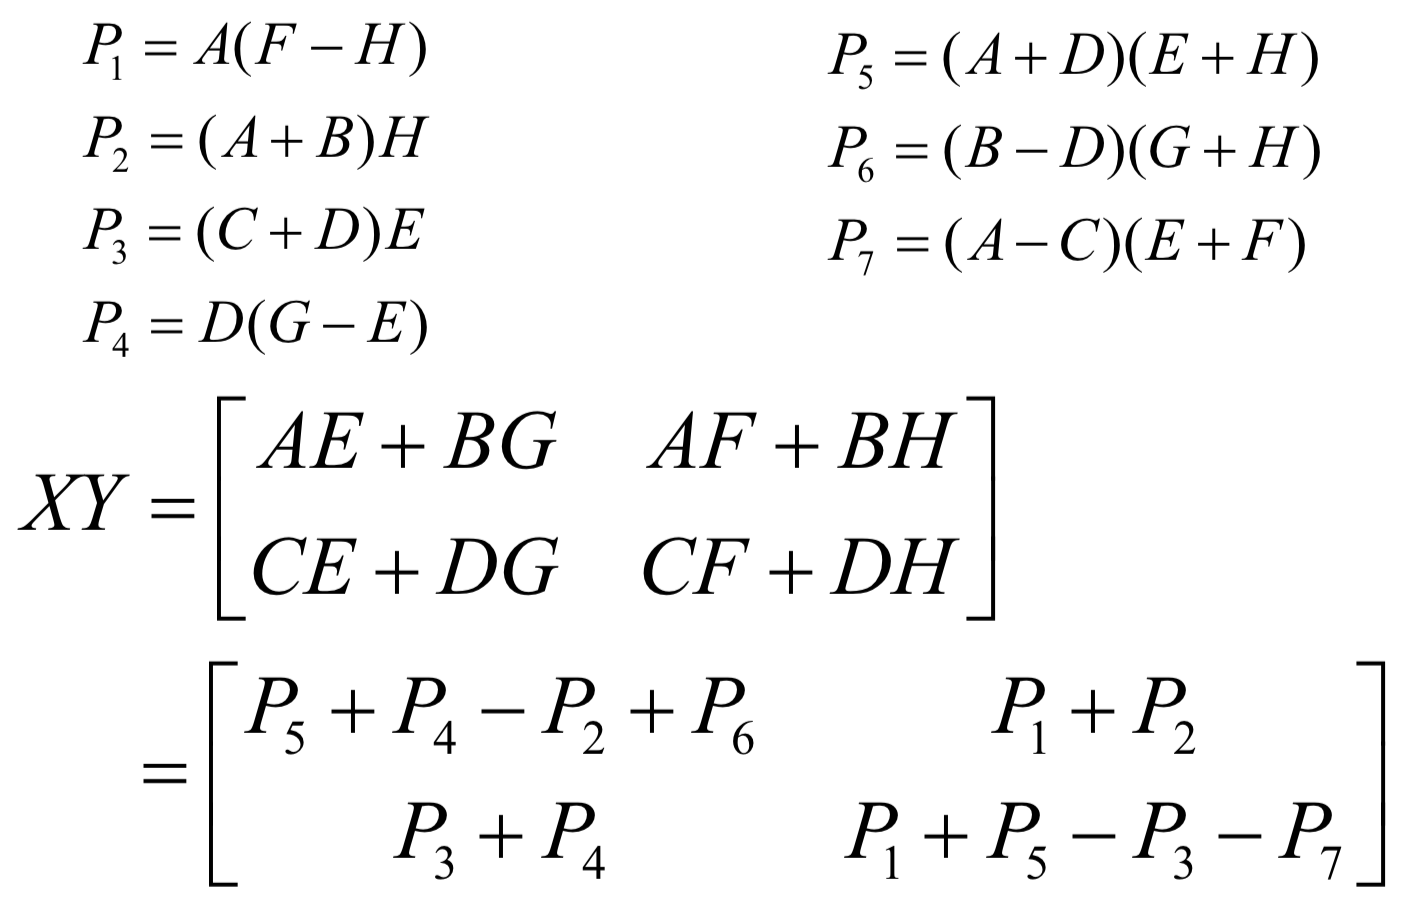 P₁ = A(F − H)
P₂ = (A + B)H
P₃ = (C + D)E
P₄ = D(G − E)
P₅ = (A + D)(E + H)
P₆ = (B − D)(G + H)
P₇ = (A − C)(E + F)
XY = [ AE + BG AF + BH
CE + DG CF + DH ]
= [ P₅ + P₄ − P₂ + P₆ P₁ + P₂
P₃ + P₄ P₁ + P₅ − P₃ − P₇ ]